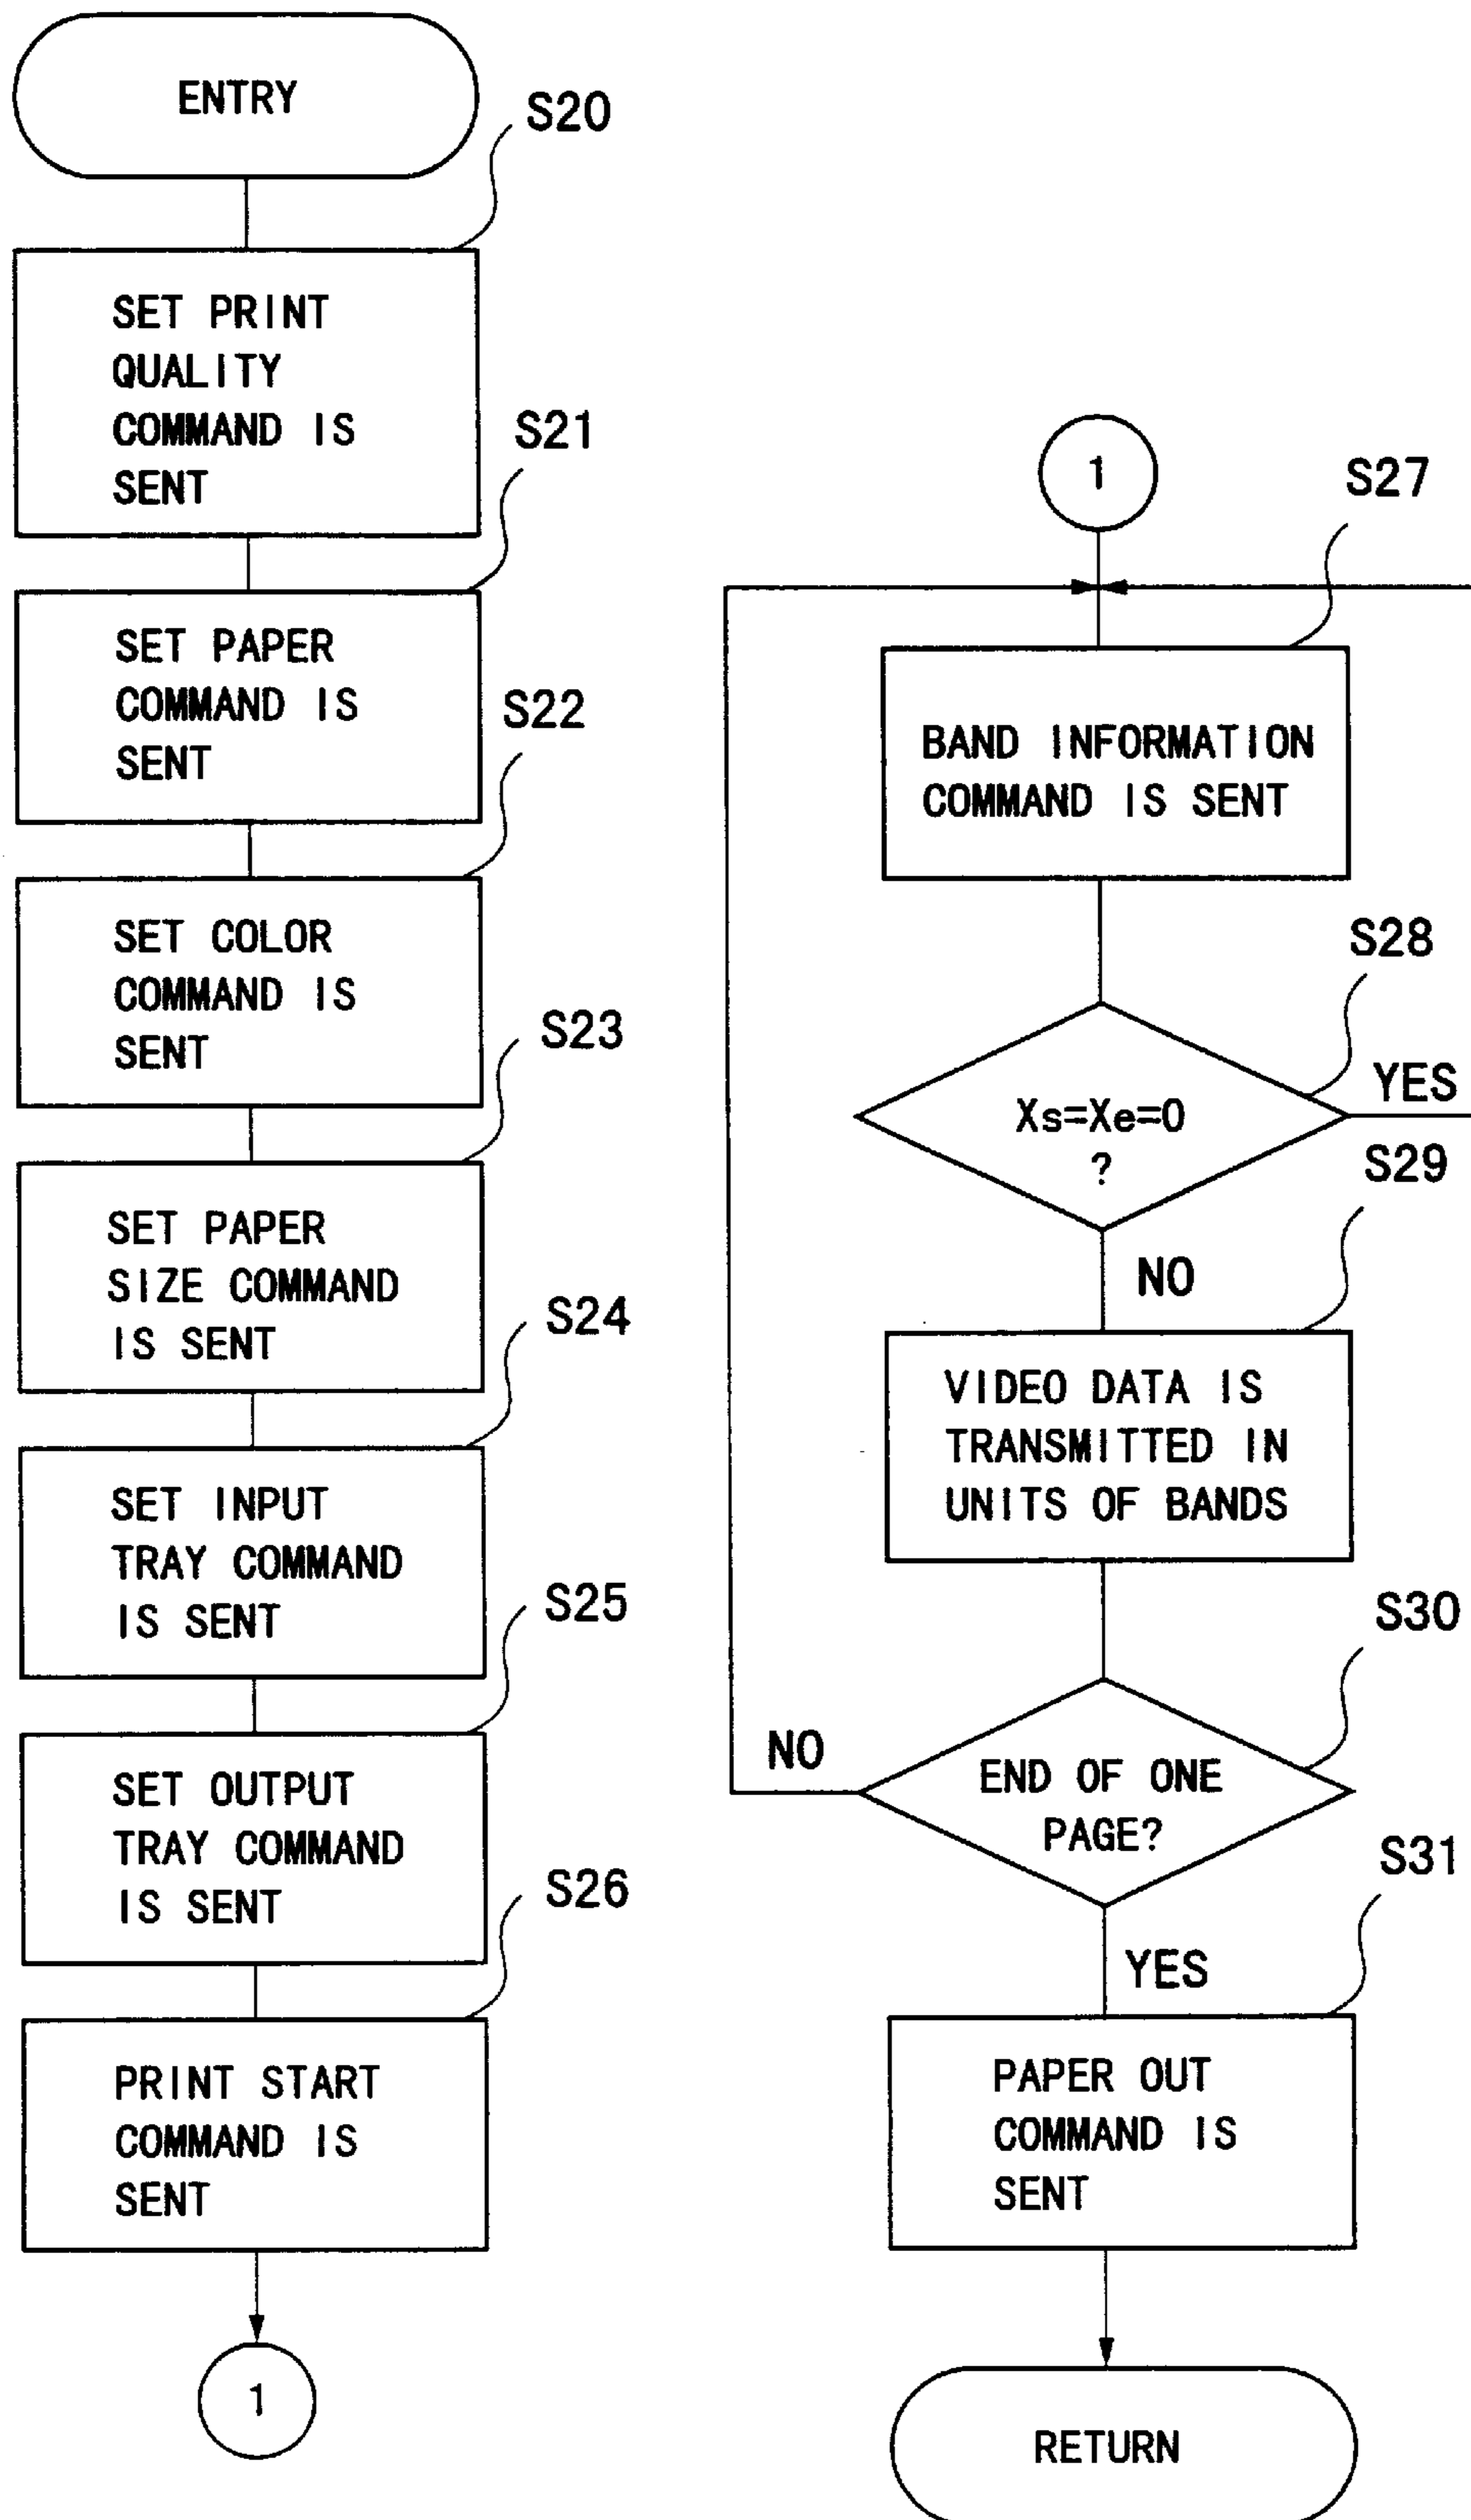 ENTRY
S20
SET PRINT
QUALITY
COMMAND IS
SENT
S21
SET PAPER
COMMAND IS
SENT
S22
SET COLOR
COMMAND IS
SENT
S23
SET PAPER
SIZE COMMAND
IS SENT
S24
SET INPUT
TRAY COMMAND
IS SENT
S25
SET OUTPUT
TRAY COMMAND
IS SENT
S26
PRINT START
COMMAND IS
SENT
1
1
S27
BAND INFORMATION
COMMAND IS SENT
S28
Xs=Xe=0
?
YES
NO
S29
VIDEO DATA IS
TRANSMITTED IN
UNITS OF BANDS
S30
END OF ONE
PAGE?
NO
YES
S31
PAPER OUT
COMMAND IS
SENT
RETURN